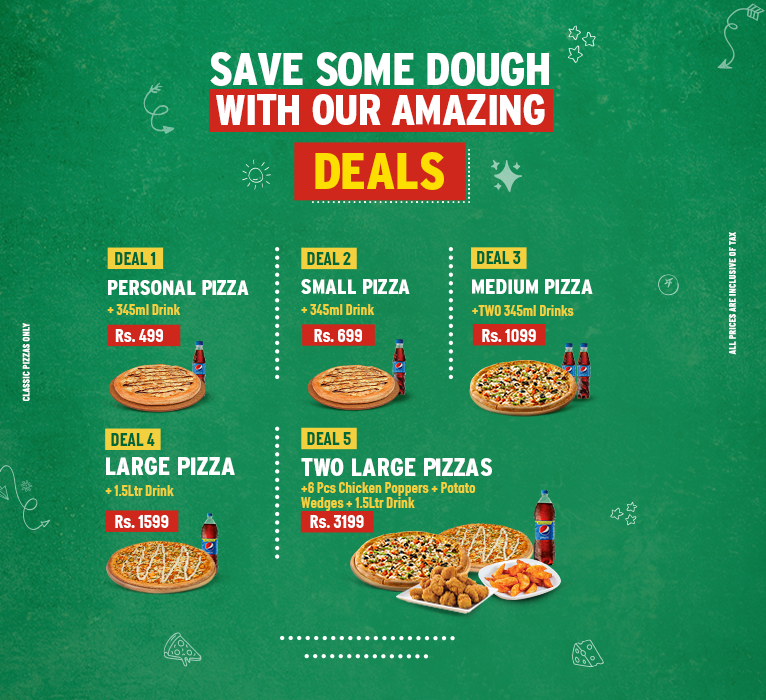 SAVE SOME DOUGH
WITH OUR AMAZING
DEALS
DEAL 1
PERSONAL PIZZA
+ 345ml Drink
Rs. 499
DEAL 2
SMALL PIZZA
+ 345ml Drink
Rs. 699
DEAL 3
MEDIUM PIZZA
+TWO 345ml Drinks
Rs. 1099
DEAL 4
LARGE PIZZA
+ 1.5Ltr Drink
Rs. 1599
DEAL 5
TWO LARGE PIZZAS
+6 Pcs Chicken Poppers + Potato
Wedges + 1.5Ltr Drink
Rs. 3199
CLASSIC PIZZAS ONLY
ALL PRICES ARE INCLUSIVE OF TAX